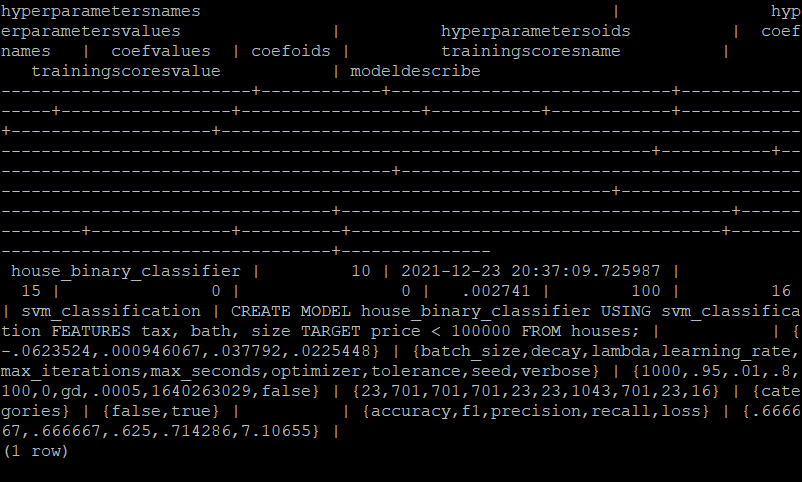 hyperparametersnames | hyp
erparametersvalues | hyperparametersoids | coef
names | coefvalues | coefoids | trainingscoresname |
trainingscoresvalue | modeldescribe
-------------------------+------------+----------------------------+------------
-----+-----------------+------------------+-----------+------------+------------
+--------------------+----------------------------------------------------------
-----------------------------------------------------------------+-----------+--
---------------------------------------+----------------------------------------
-------------------------------------------------------------+------------------
---------------------------------+---------------------------------------+------
--------+--------------+----------+-------------------------------------+-------
---------------------------------+---------------
house_binary_classifier | 10 | 2021-12-23 20:37:09.725987 |
15 | 0 | 0 | .002741 | 100 | 16
| svm_classification | CREATE MODEL house_binary_classifier USING svm_classifica
tion FEATURES tax, bath, size TARGET price < 100000 FROM houses; | | {
-.0623524,.000946067,.037792,.0225448} | {batch_size,decay,lambda,learning_rate,
max_iterations,max_seconds,optimizer,tolerance,seed,verbose} | {1000,.95,.01,.8,
100,0,gd,.0005,1640263029,false} | {23,701,701,701,23,23,1043,701,23,16} | {cate
gories} | {false,true} | | {accuracy,f1,precision,recall,loss} | {.6666
67,.666667,.625,.714286,7.10655} |
(1 row)